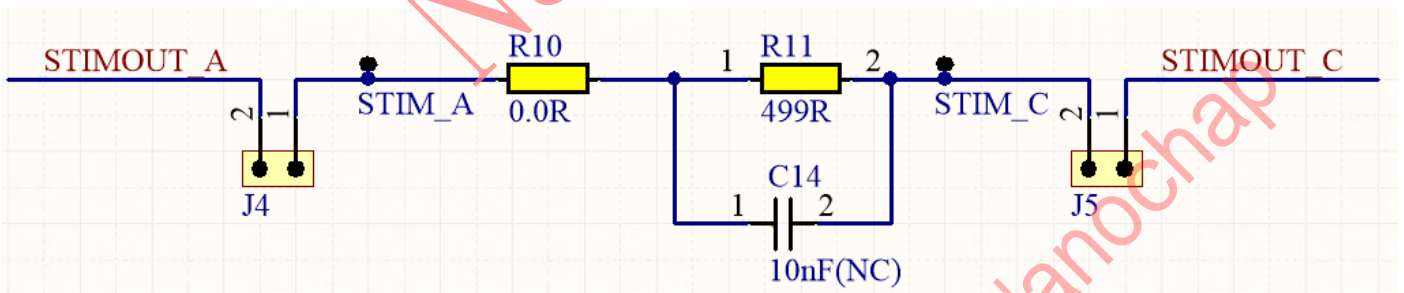 STIMOUT_A
R10
1
R11
2
STIMOUT_C
2
1
STIM_A
0.0R
499R
STIM_C
2
1
J4
C14
1
2
J5
10nF(NC)
anochap